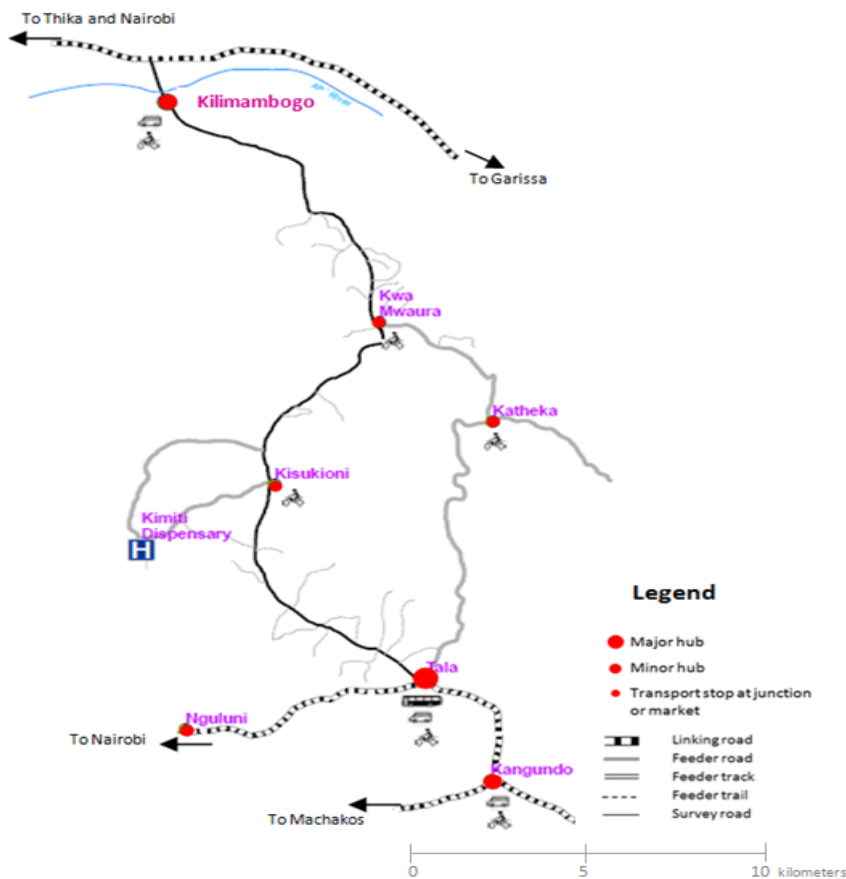 To Thika and Nairobi
Kilimambogo
River
To Garissa
Kwa
Mwaura
Katheka
Kisukioni
Kimiti
Dispensary
H
Legend
Major hub
Minor hub
Transport stop at junction
or market
Tala
Nguluni
To Nairobi
Kangundo
To Machakos
Linking road
Feeder road
Feeder track
Feeder trail
Survey road
0 5 10 kilometers